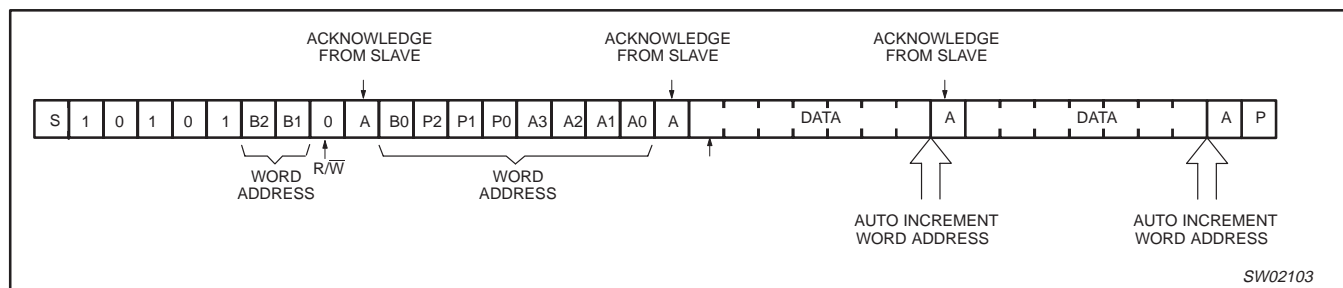 ACKNOWLEDGE
FROM SLAVE
ACKNOWLEDGE
FROM SLAVE
ACKNOWLEDGE
FROM SLAVE
S 1 0 1 0 1 B2 B1 0 A B0 P2 P1 P0 A3 A2 A1 A0 A DATA A DATA A P
R/W̅
WORD
ADDRESS
WORD
ADDRESS
AUTO INCREMENT
WORD ADDRESS
AUTO INCREMENT
WORD ADDRESS
SW02103